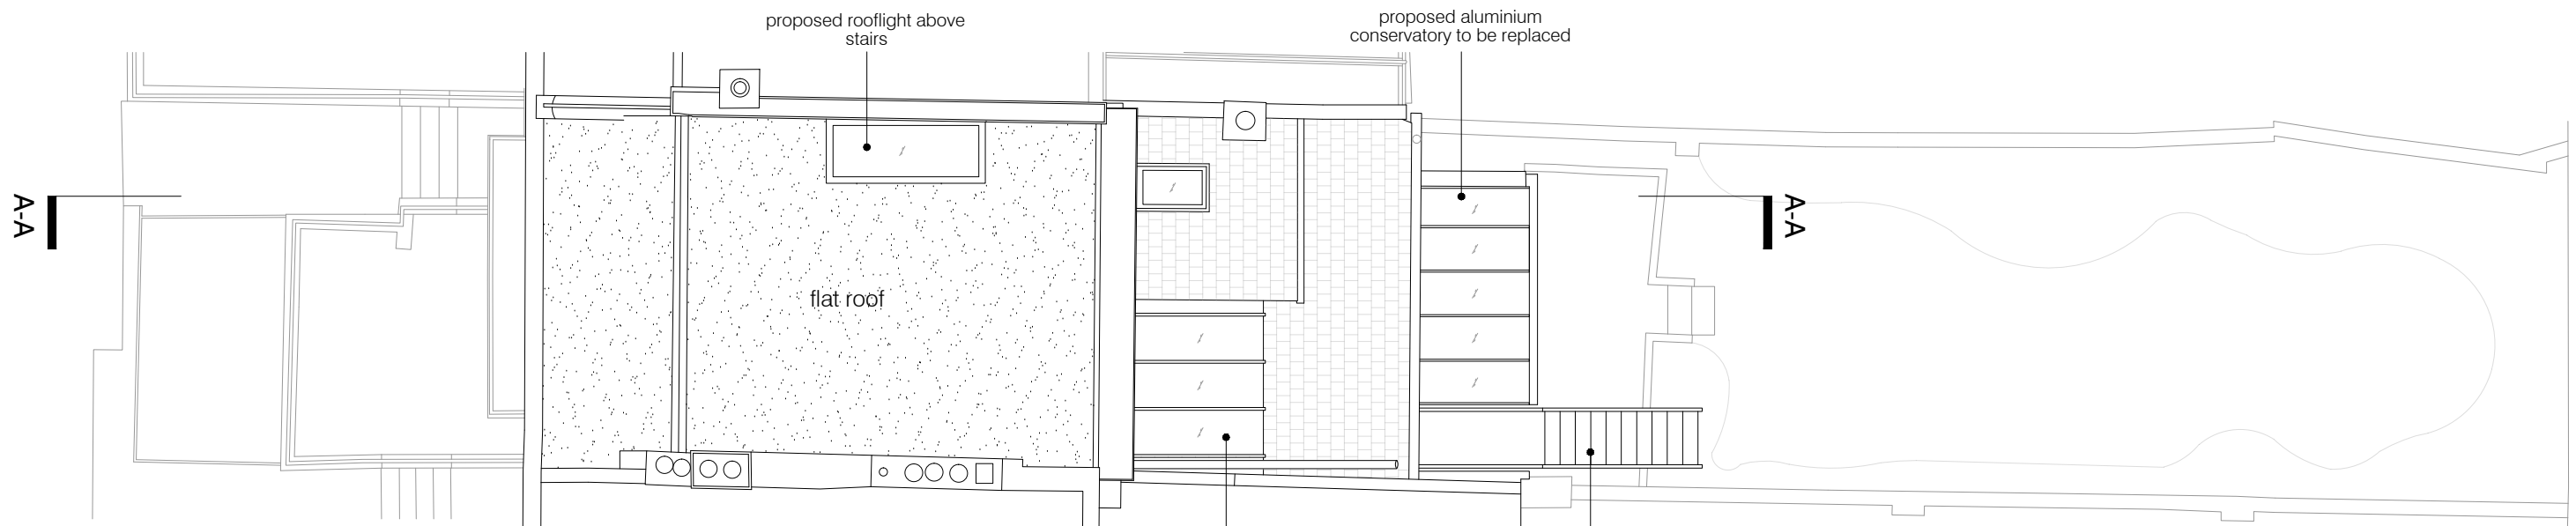 proposed rooflight above
stairs
proposed aluminium
conservatory to be replaced
A-A
A-A
flat roof